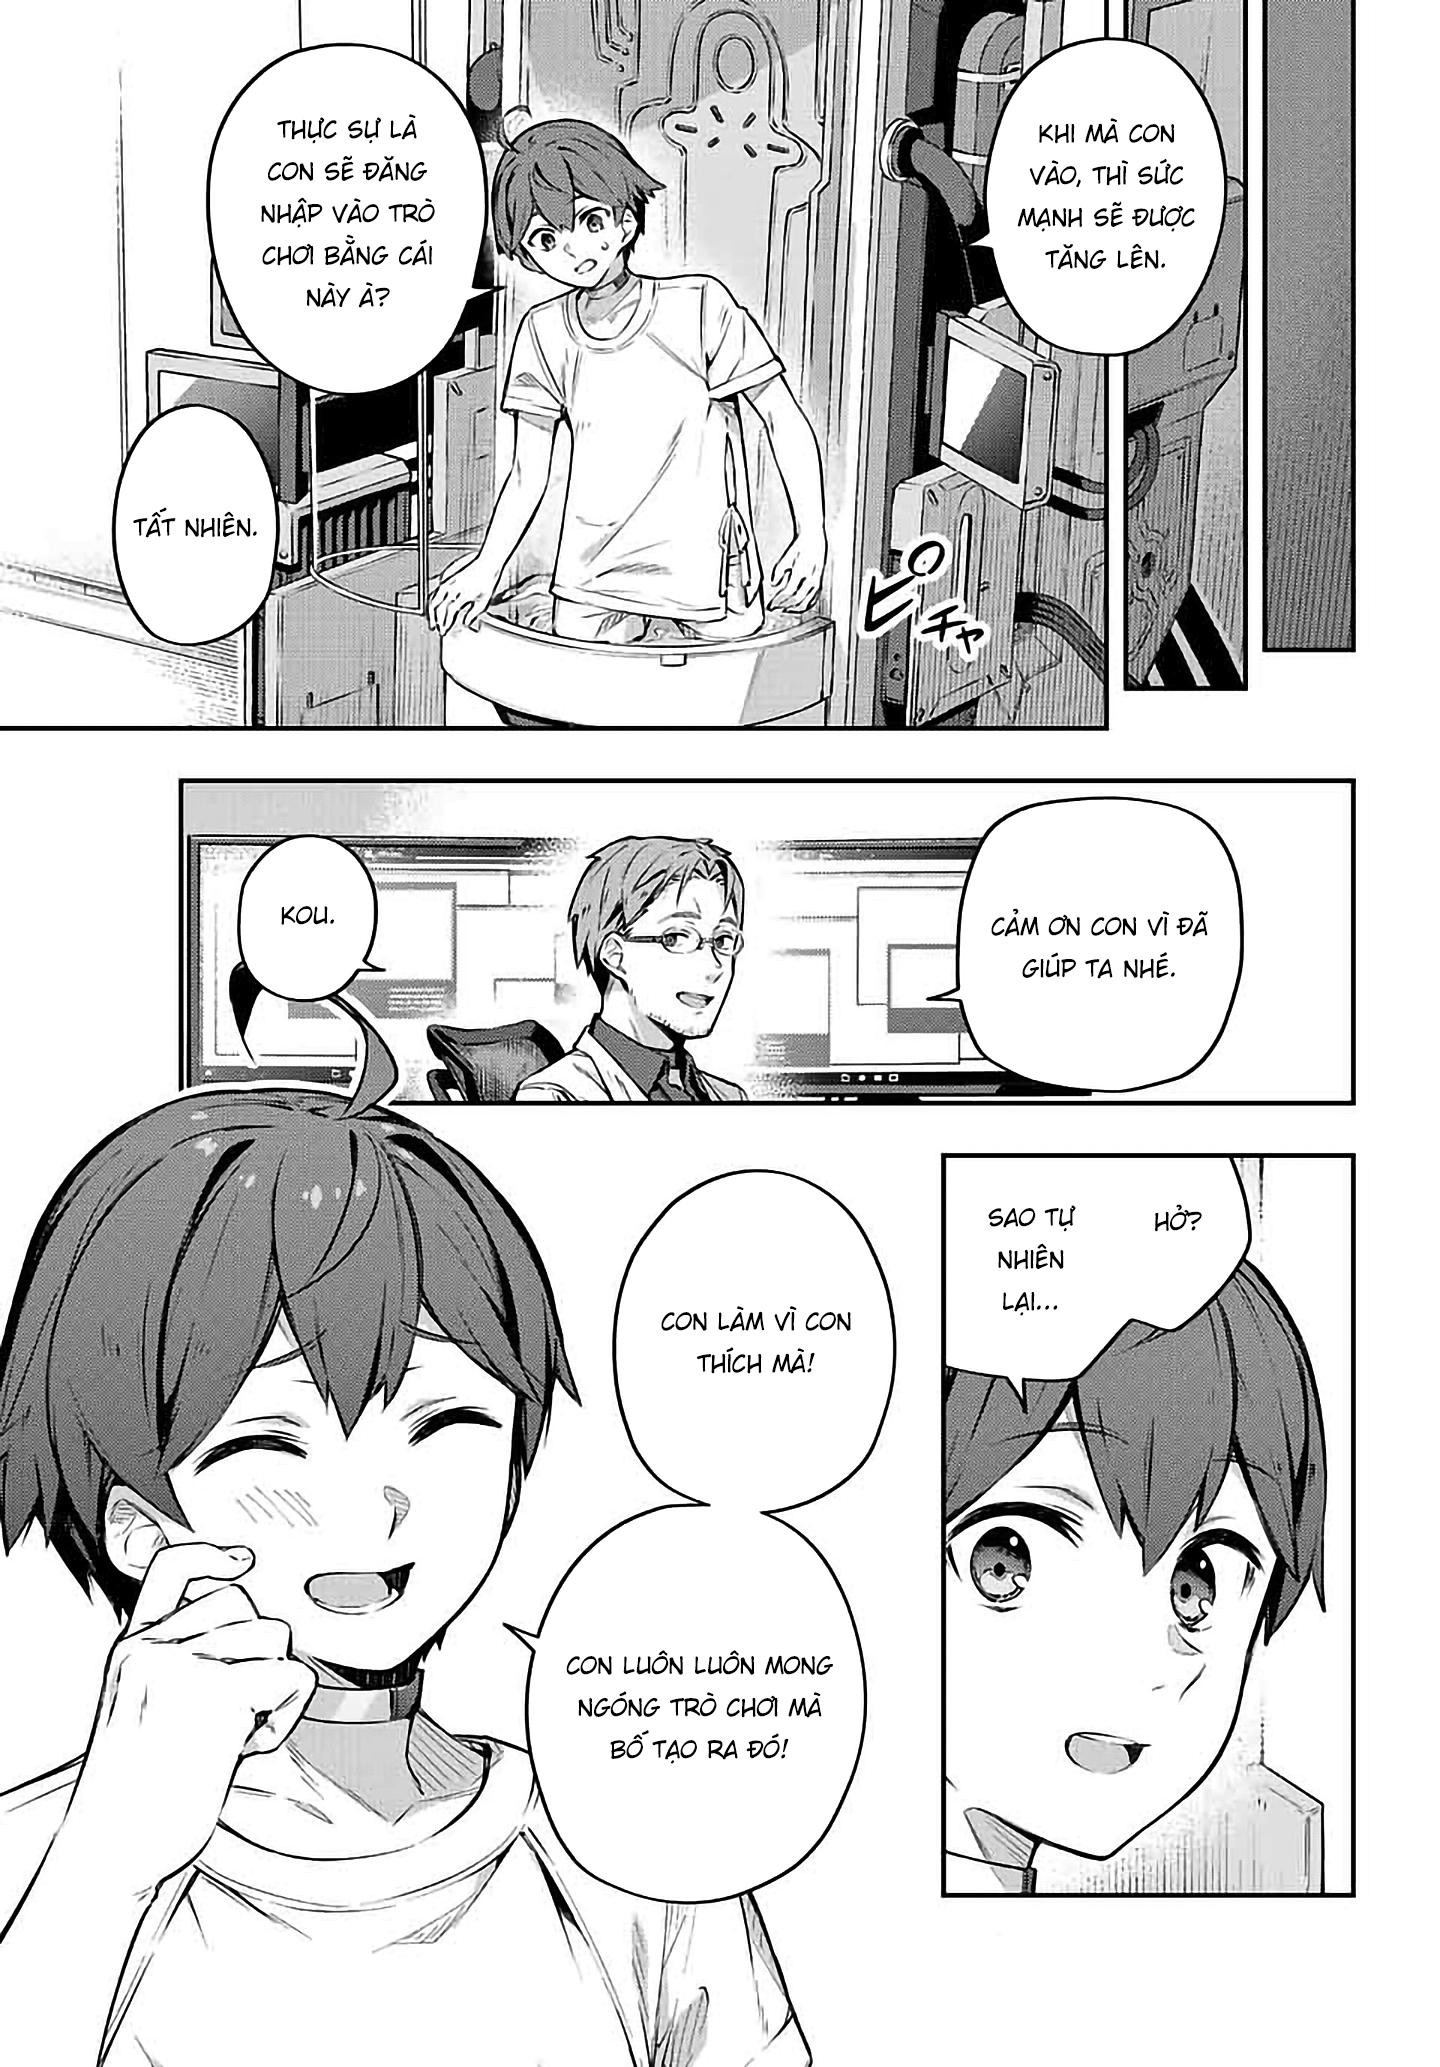 KHI MÀ CON
VÀO, THÌ SỨC
MẠNH SẼ ĐƯỢC
TĂNG LÊN.
THỰC SỰ LÀ
CON SẼ ĐĂNG
NHẬP VÀO TRÒ
CHƠI BẰNG CÁI
NÀY À?
TẤT NHIÊN.
ピチャ
CẢM ƠN CON VÌ ĐÃ
GIÚP TA NHÉ.
KOU.
HỞ?
SAO TỰ
NHIÊN
LẠI...
CON LÀM VÌ CON
THÍCH MÀ!
CON LUÔN LUÔN MONG
NGÓNG TRÒ CHƠI MÀ
BỐ TẠO RA ĐÓ!